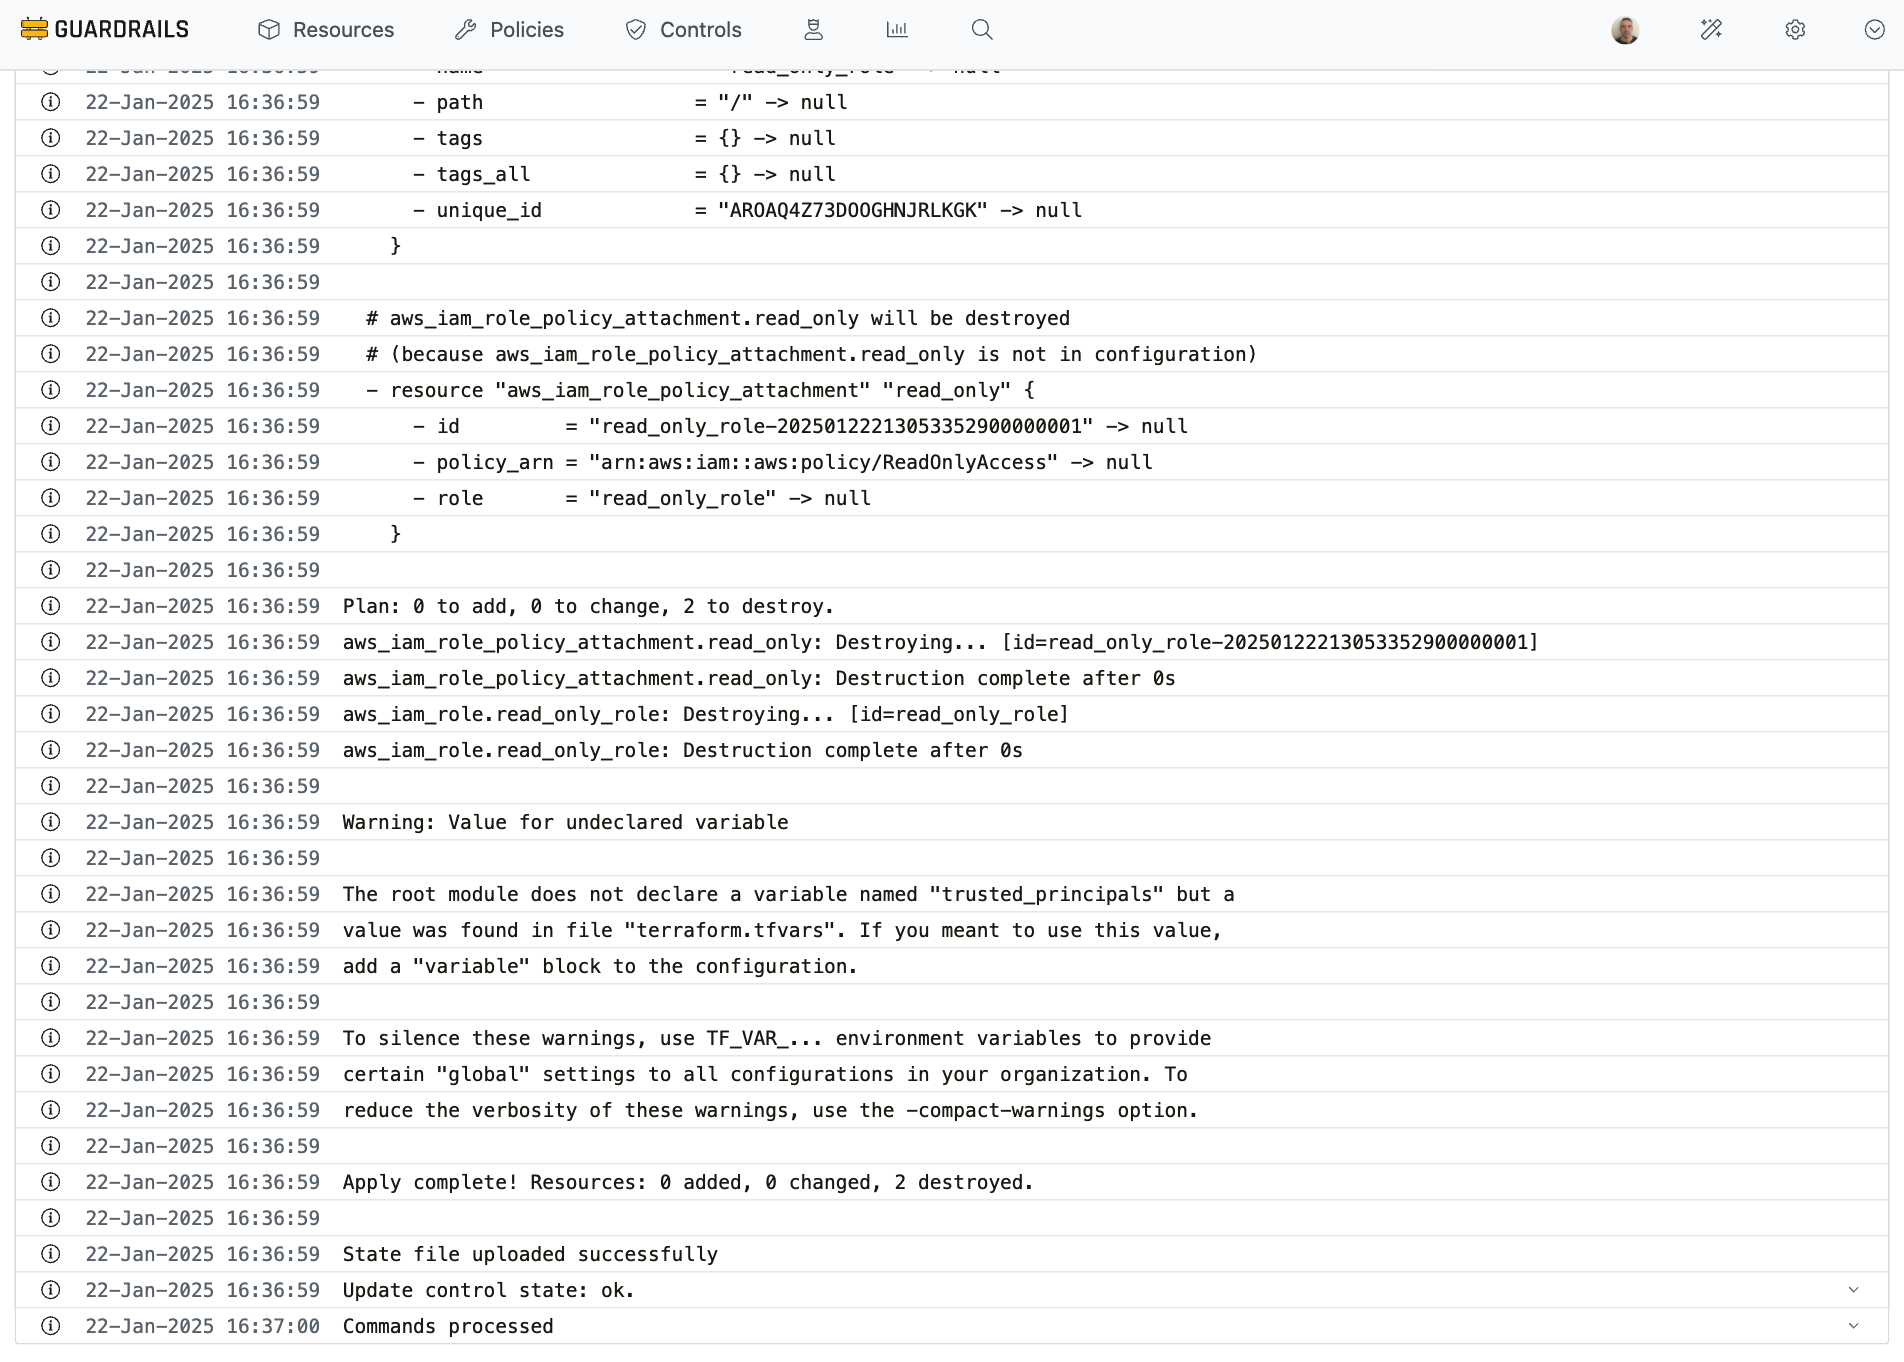 GUARDRAILS Resources Policies Controls
22-Jan-2025 16:36:59 - name = "read_only_role" -> null
22-Jan-2025 16:36:59 - path = "/" -> null
22-Jan-2025 16:36:59 - tags = {} -> null
22-Jan-2025 16:36:59 - tags_all = {} -> null
22-Jan-2025 16:36:59 - unique_id = "AROAQ4Z73DOOGHNJRLKGK" -> null
22-Jan-2025 16:36:59 }
22-Jan-2025 16:36:59
22-Jan-2025 16:36:59 # aws_iam_role_policy_attachment.read_only will be destroyed
22-Jan-2025 16:36:59 # (because aws_iam_role_policy_attachment.read_only is not in configuration)
22-Jan-2025 16:36:59 - resource "aws_iam_role_policy_attachment" "read_only" {
22-Jan-2025 16:36:59 - id = "read_only_role-20250122213053352900000001" -> null
22-Jan-2025 16:36:59 - policy_arn = "arn:aws:iam::aws:policy/ReadOnlyAccess" -> null
22-Jan-2025 16:36:59 - role = "read_only_role" -> null
22-Jan-2025 16:36:59 }
22-Jan-2025 16:36:59
22-Jan-2025 16:36:59 Plan: 0 to add, 0 to change, 2 to destroy.
22-Jan-2025 16:36:59 aws_iam_role_policy_attachment.read_only: Destroying... [id=read_only_role-20250122213053352900000001]
22-Jan-2025 16:36:59 aws_iam_role_policy_attachment.read_only: Destruction complete after 0s
22-Jan-2025 16:36:59 aws_iam_role.read_only_role: Destroying... [id=read_only_role]
22-Jan-2025 16:36:59 aws_iam_role.read_only_role: Destruction complete after 0s
22-Jan-2025 16:36:59
22-Jan-2025 16:36:59 Warning: Value for undeclared variable
22-Jan-2025 16:36:59
22-Jan-2025 16:36:59 The root module does not declare a variable named "trusted_principals" but a
22-Jan-2025 16:36:59 value was found in file "terraform.tfvars". If you meant to use this value,
22-Jan-2025 16:36:59 add a "variable" block to the configuration.
22-Jan-2025 16:36:59
22-Jan-2025 16:36:59 To silence these warnings, use TF_VAR_... environment variables to provide
22-Jan-2025 16:36:59 certain "global" settings to all configurations in your organization. To
22-Jan-2025 16:36:59 reduce the verbosity of these warnings, use the -compact-warnings option.
22-Jan-2025 16:36:59
22-Jan-2025 16:36:59 Apply complete! Resources: 0 added, 0 changed, 2 destroyed.
22-Jan-2025 16:36:59
22-Jan-2025 16:36:59 State file uploaded successfully
22-Jan-2025 16:36:59 Update control state: ok.
22-Jan-2025 16:37:00 Commands processed